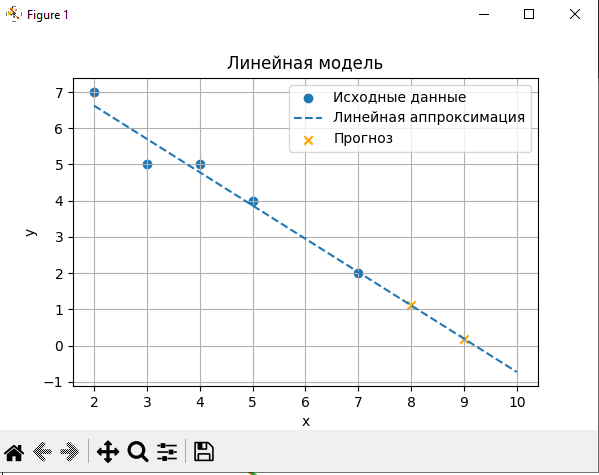 Figure 1
Линейная модель
Исходные данные
Линейная аппроксимация
Прогноз
7
6
5
4
3
2
1
0
−1
y
2 3 4 5 6 7 8 9 10
x